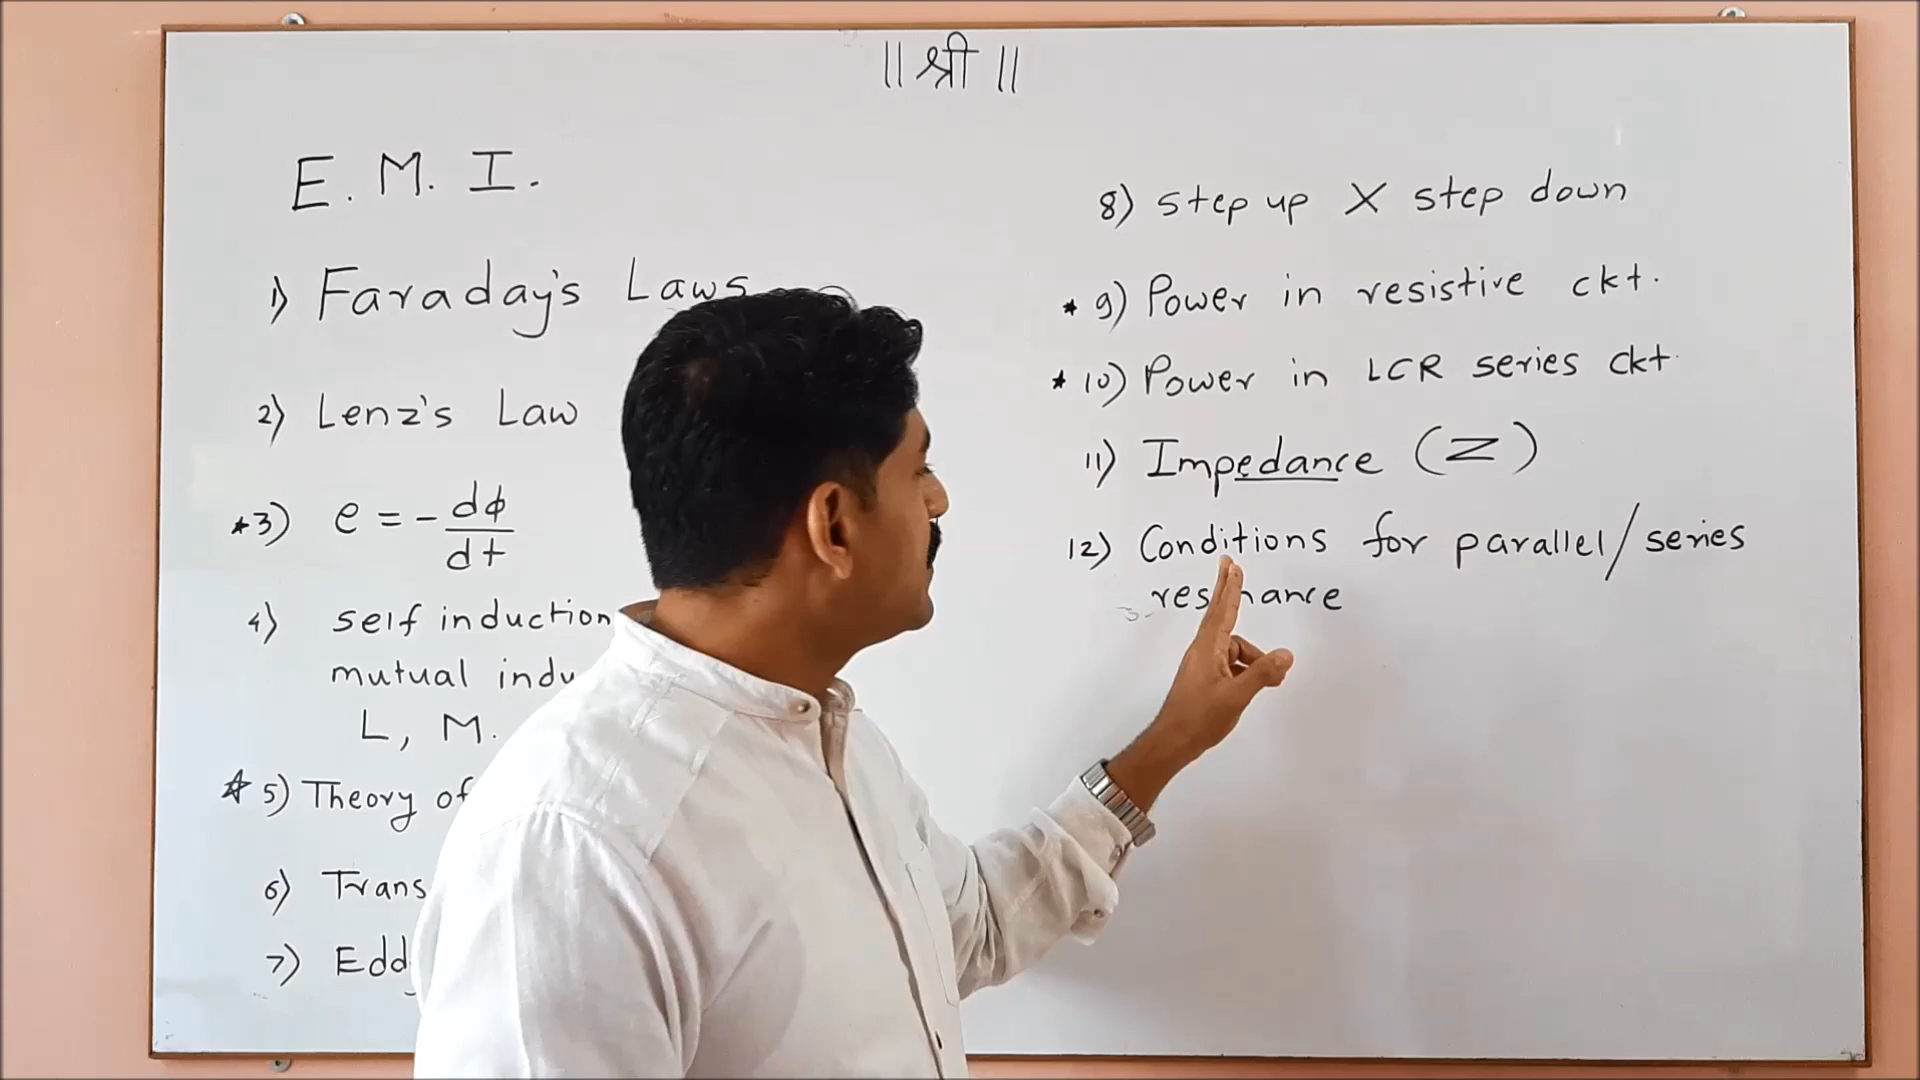 || श्री ||
E. M. I.
1) Faraday's Laws
2) Lenz's Law
*3) e = - dφ/dt
4) self induction
mutual indu
L, M.
* 5) Theory of
6) Trans
7) Edd
8) step up X step down
* 9) Power in resistive ckt.
* 10) Power in LCR series ckt.
11) Impedance (Z)
12) Conditions for parallel/series
res nance